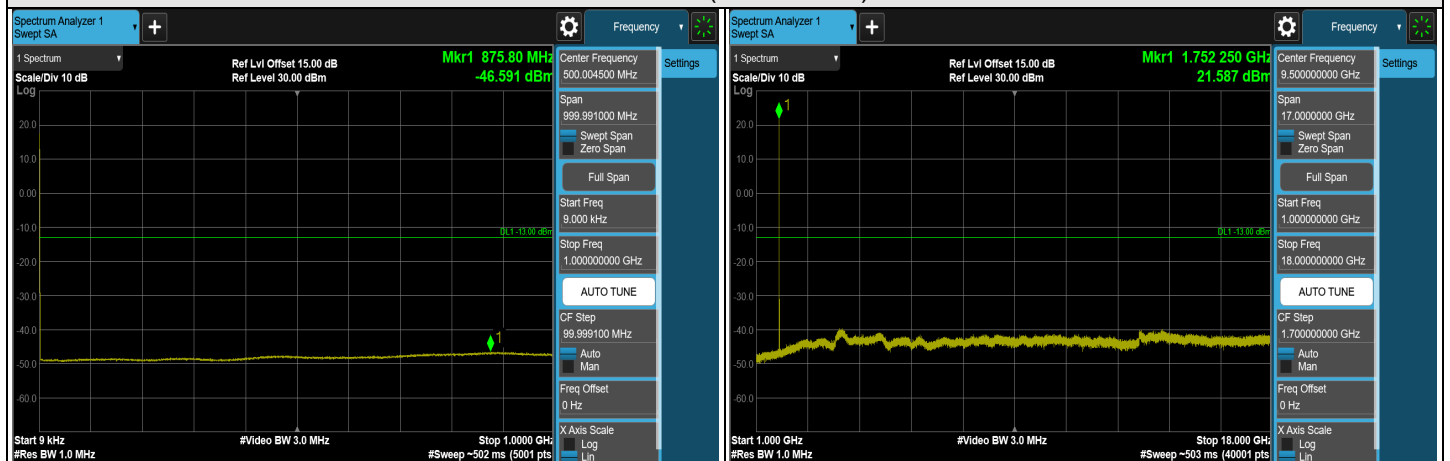 Spectrum Analyzer 1
Swept SA
+
Frequency
1 Spectrum
Scale/Div 10 dB
Log
Ref Lvl Offset 15.00 dB
Ref Level 30.00 dBm
Mkr1 875.80 MHz
-46.591 dBm
1
20.0
10.0
0.00
-10.0
-20.0
-30.0
-40.0
-50.0
-60.0
DL1 -13.00 dBm
1
Start 9 kHz
#Res BW 1.0 MHz
#Video BW 3.0 MHz
Stop 1.0000 GHz
#Sweep ~502 ms (5001 pts)
Center Frequency
500.004500 MHz
Span
999.991000 MHz
Swept Span
Zero Span
Full Span
Start Freq
9.000 kHz
Stop Freq
1.000000000 GHz
AUTO TUNE
CF Step
99.999100 MHz
Auto
Man
Freq Offset
0 Hz
X Axis Scale
Log
Lin
Settings
Spectrum Analyzer 1
Swept SA
+
Frequency
1 Spectrum
Scale/Div 10 dB
Log
Ref Lvl Offset 15.00 dB
Ref Level 30.00 dBm
Mkr1 1.752 250 GHz
21.587 dBm
1
20.0
10.0
0.00
-10.0
-20.0
-30.0
-40.0
-50.0
-60.0
DL1 -13.00 dBm
Start 1.000 GHz
#Res BW 1.0 MHz
#Video BW 3.0 MHz
Stop 18.000 GHz
#Sweep ~503 ms (40001 pts)
Center Frequency
9.500000000 GHz
Span
17.0000000 GHz
Swept Span
Zero Span
Full Span
Start Freq
1.000000000 GHz
Stop Freq
18.000000000 GHz
AUTO TUNE
CF Step
1.700000000 GHz
Auto
Man
Freq Offset
0 Hz
X Axis Scale
Log
Lin
Settings